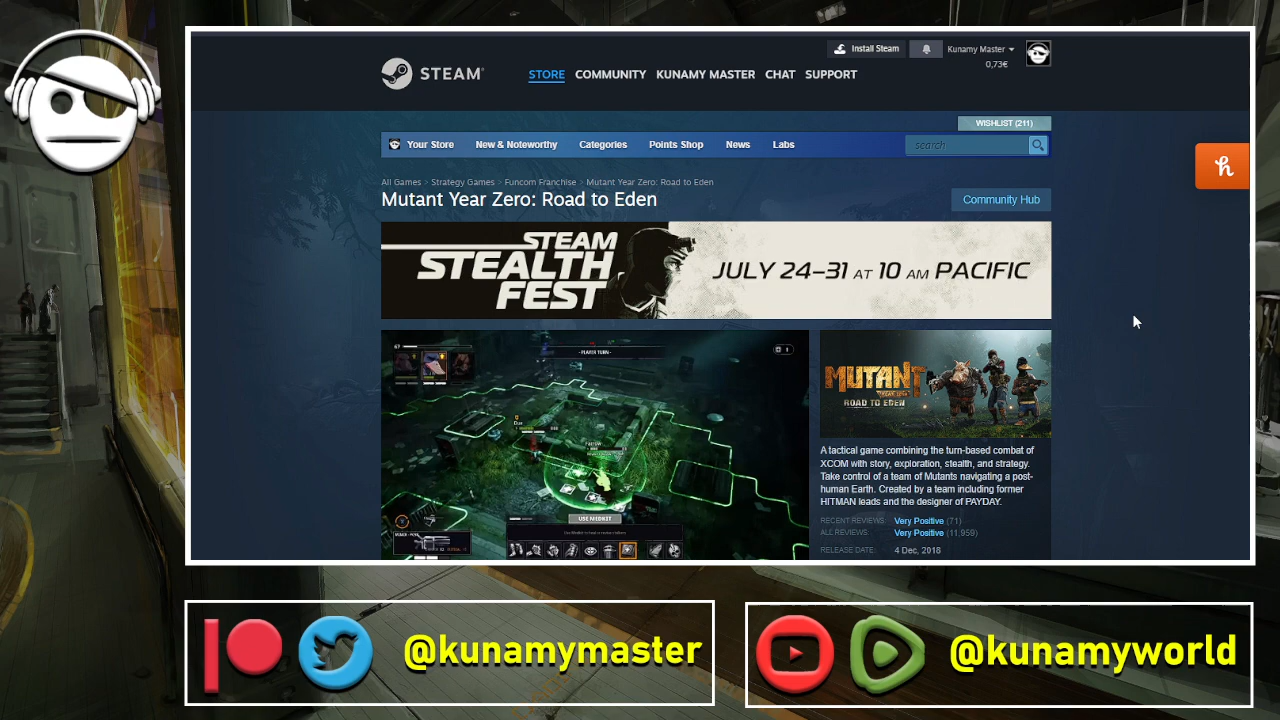 Install Steam
Kunamy Master
0,73€
STEAM
STORE COMMUNITY KUNAMY MASTER CHAT SUPPORT
WISHLIST (211)
Your Store New & Noteworthy Categories Points Shop News Labs search
All Games > Strategy Games > Funcom Franchise > Mutant Year Zero: Road to Eden
Mutant Year Zero: Road to Eden
Community Hub
STEAM
STEALTH
FEST
JULY 24–31 AT 10 AM PACIFIC
- PLAYER TURN -
USE MEDKIT
MUTANT
YEAR ZERO
ROAD TO EDEN
A tactical game combining the turn-based combat of
XCOM with story, exploration, stealth, and strategy.
Take control of a team of Mutants navigating a post-
human Earth. Created by a team including former
HITMAN leads and the designer of PAYDAY.
RECENT REVIEWS: Very Positive (71)
ALL REVIEWS: Very Positive (11,959)
RELEASE DATE: 4 Dec, 2018
@kunamymaster
@kunamyworld